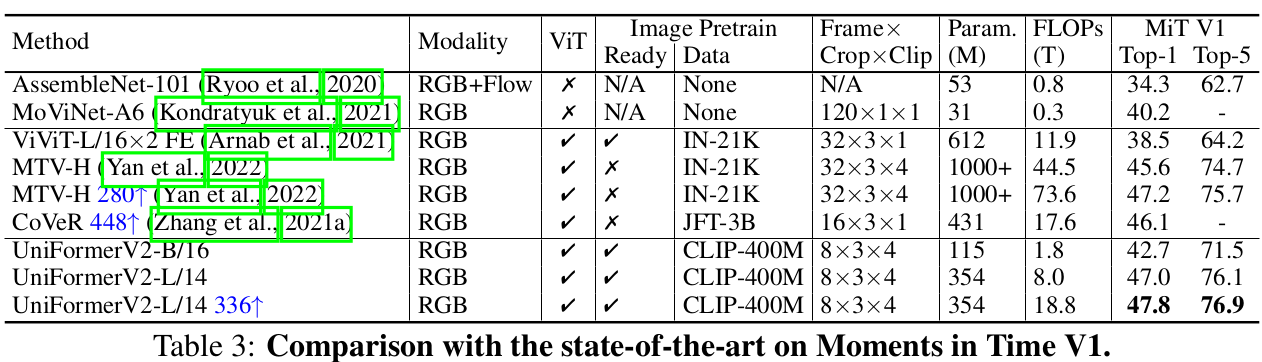 Method Modality ViT Image Pretrain Frame× Param. FLOPs MiT V1
Ready Data Crop×Clip (M) (T) Top-1 Top-5
AssembleNet-101 (Ryoo et al., 2020) RGB+Flow ✗ N/A None N/A 53 0.8 34.3 62.7
MoViNet-A6 (Kondratyuk et al., 2021) RGB ✗ N/A None 120×1×1 31 0.3 40.2 -
ViViT-L/16×2 FE (Arnab et al., 2021) RGB ✔ ✔ IN-21K 32×3×1 612 11.9 38.5 64.2
MTV-H (Yan et al., 2022) RGB ✔ ✗ IN-21K 32×3×4 1000+ 44.5 45.6 74.7
MTV-H 280↑ (Yan et al., 2022) RGB ✔ ✗ IN-21K 32×3×4 1000+ 73.6 47.2 75.7
CoVeR 448↑ (Zhang et al., 2021a) RGB ✔ ✗ JFT-3B 16×3×1 431 17.6 46.1 -
UniFormerV2-B/16 RGB ✔ ✔ CLIP-400M 8×3×4 115 1.8 42.7 71.5
UniFormerV2-L/14 RGB ✔ ✔ CLIP-400M 8×3×4 354 8.0 47.0 76.1
UniFormerV2-L/14 336↑ RGB ✔ ✔ CLIP-400M 8×3×4 354 18.8 47.8 76.9
Table 3: Comparison with the state-of-the-art on Moments in Time V1.